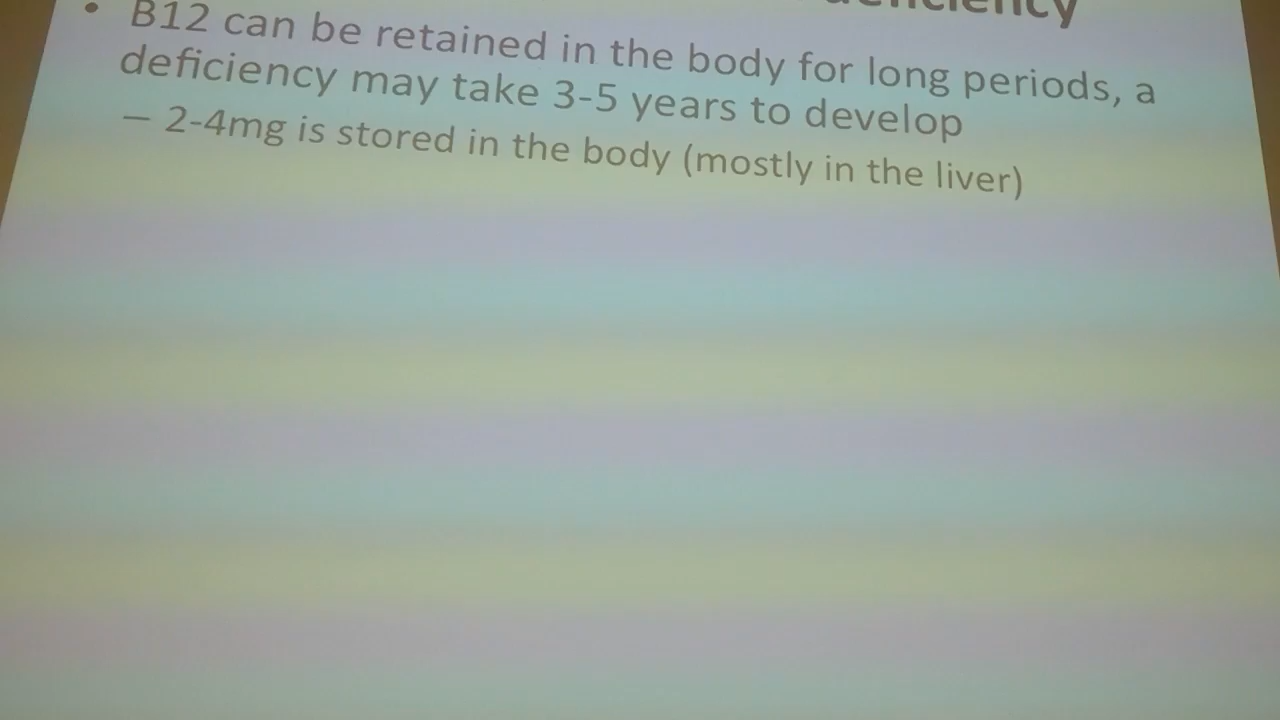 deficiency
• B12 can be retained in the body for long periods, a
deficiency may take 3-5 years to develop
— 2-4mg is stored in the body (mostly in the liver)